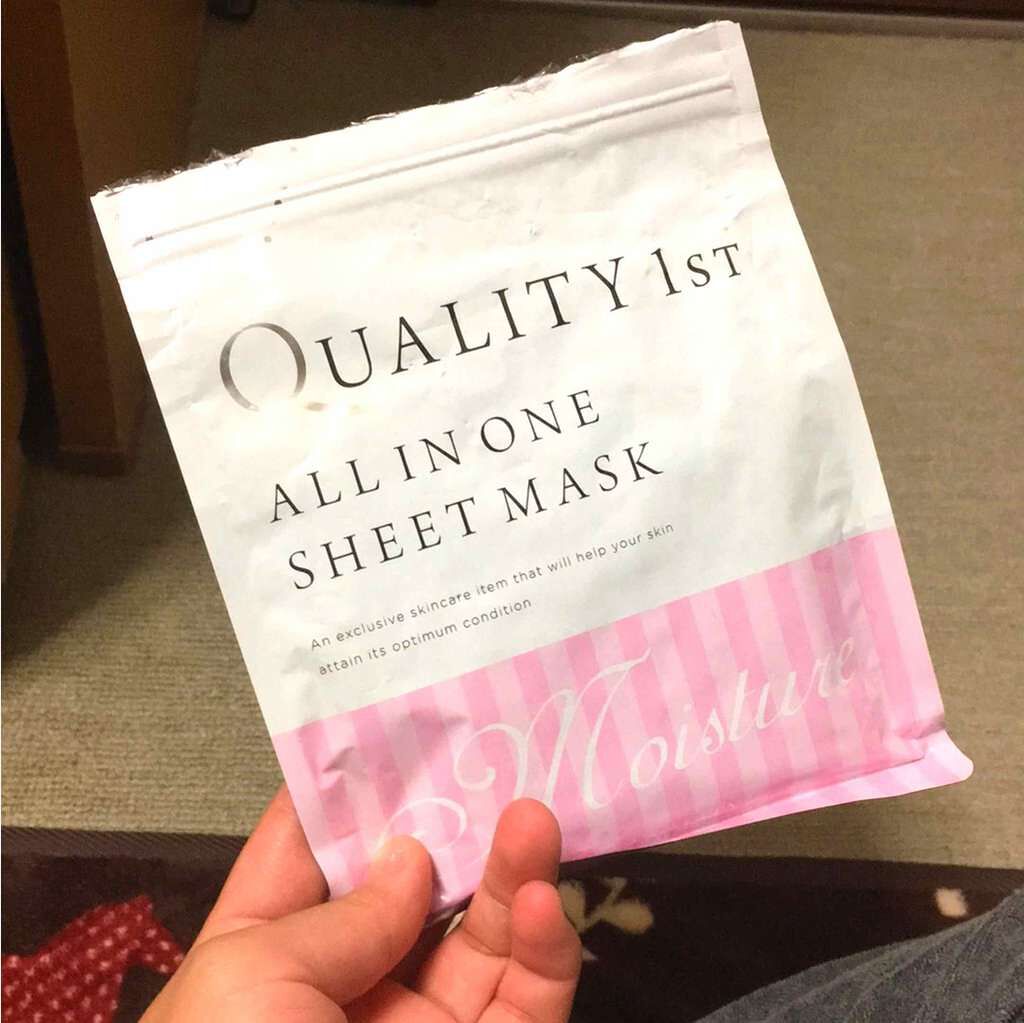 QUALITY 1ST
ALL IN ONE
SHEET MASK
An exclusive skincare item that will help your skin
attain its optimum condition
Moisture